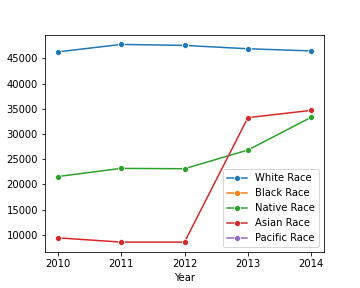 45000
40000
35000
30000
25000
20000
15000
10000
White Race
Black Race
Native Race
Asian Race
Pacific Race
2010 2011 2012 2013 2014
Year